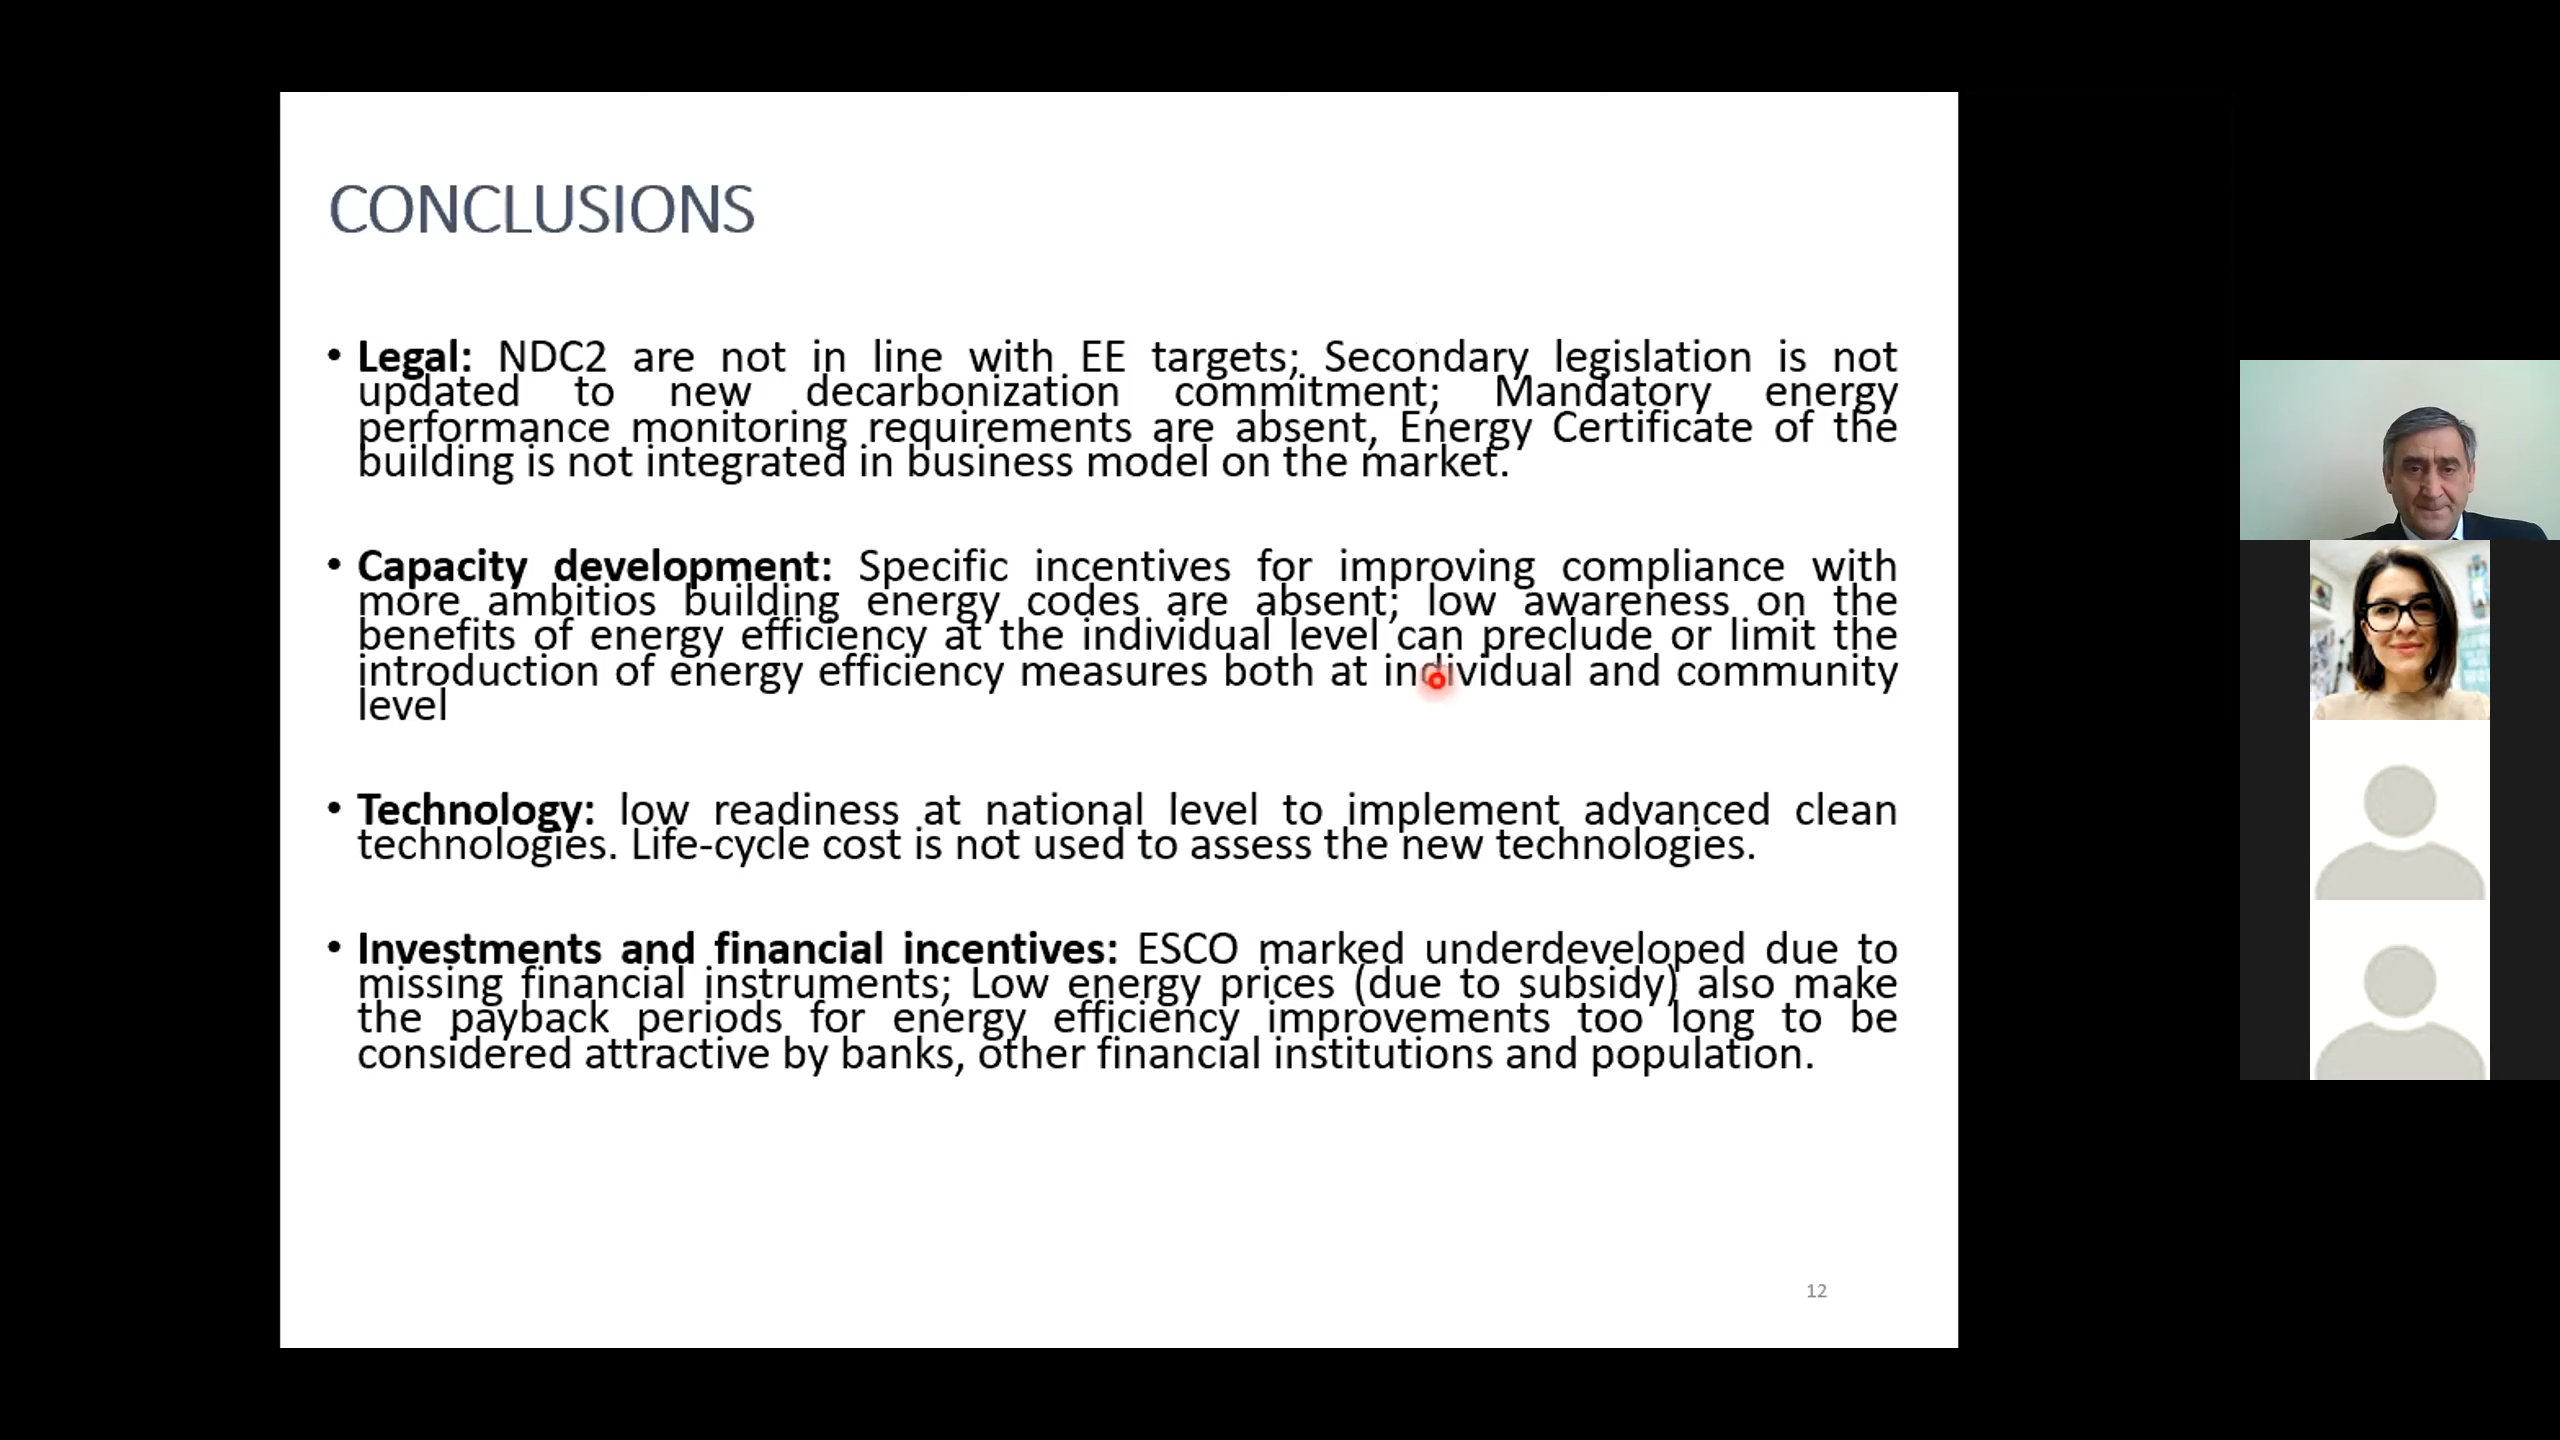 CONCLUSIONS
• Legal: NDC2 are not in line with EE targets; Secondary legislation is not
updated to new decarbonization commitment; Mandatory energy
performance monitoring requirements are absent, Energy Certificate of the
building is not integrated in business model on the market.
• Capacity development: Specific incentives for improving compliance with
more ambitios building energy codes are absent; low awareness on the
benefits of energy efficiency at the individual level can preclude or limit the
introduction of energy efficiency measures both at individual and community
level
• Technology: low readiness at national level to implement advanced clean
technologies. Life-cycle cost is not used to assess the new technologies.
• Investments and financial incentives: ESCO marked underdeveloped due to
missing financial instruments; Low energy prices (due to subsidy) also make
the payback periods for energy efficiency improvements too long to be
considered attractive by banks, other financial institutions and population.
12